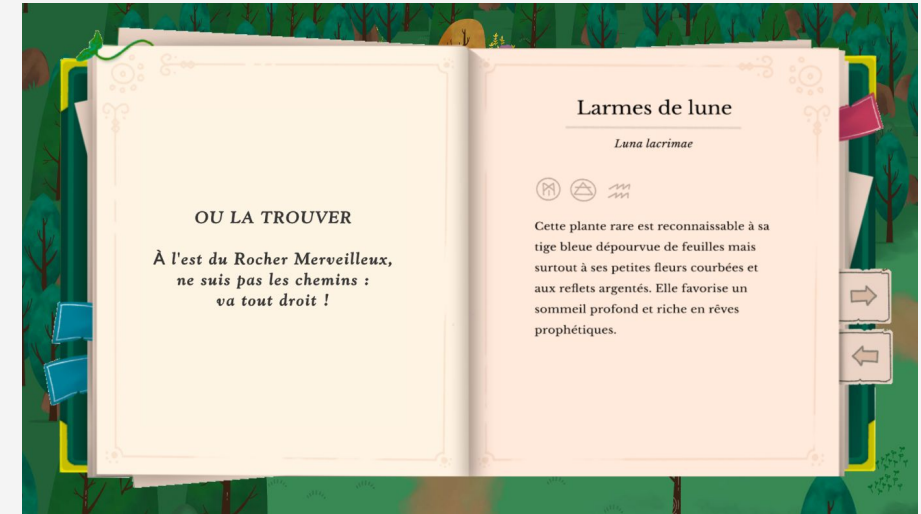 OU LA TROUVER
À l'est du Rocher Merveilleux,
ne suis pas les chemins :
va tout droit !
Larmes de lune
Luna lacrimae
Cette plante rare est reconnaissable à sa
tige bleue dépourvue de feuilles mais
surtout à ses petites fleurs courbées et
aux reflets argentés. Elle favorise un
sommeil profond et riche en rêves
prophétiques.